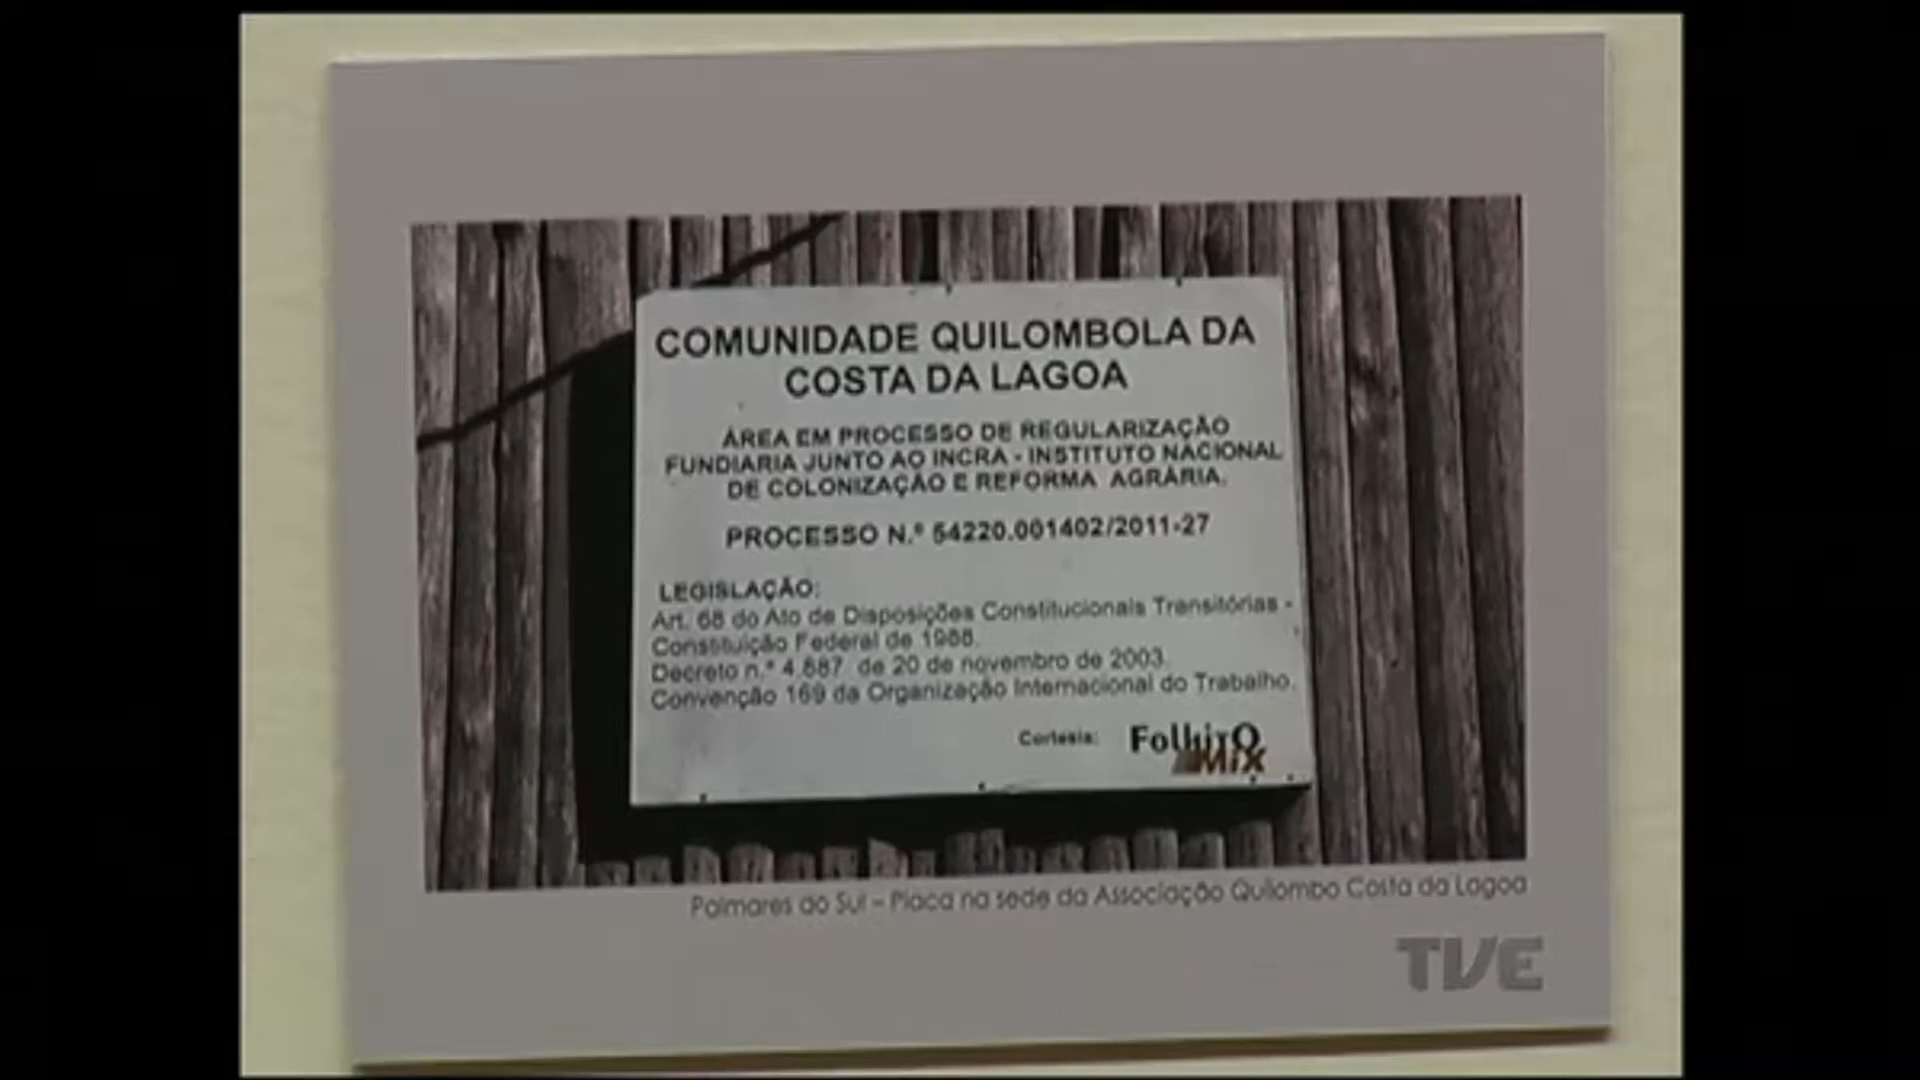 COMUNIDADE QUILOMBOLA DA
COSTA DA LAGOA
ÁREA EM PROCESSO DE REGULARIZAÇÃO
FUNDIARIA JUNTO AO INCRA - INSTITUTO NACIONAL
DE COLONIZAÇÃO E REFORMA AGRÁRIA.
PROCESSO N.º 54220.001402/2011-27
LEGISLAÇÃO:
Art. 68 do Ato de Disposições Constitucionais Transitórias -
Constituição Federal de 1988.
Decreto n.º 4.887 de 20 de novembro de 2003.
Convenção 169 da Organização Internacional do Trabalho.
Cortesia:
Mix
Palmares do Sul – Placa na sede da Associação Quilombo Costa da Lagoa
TVE